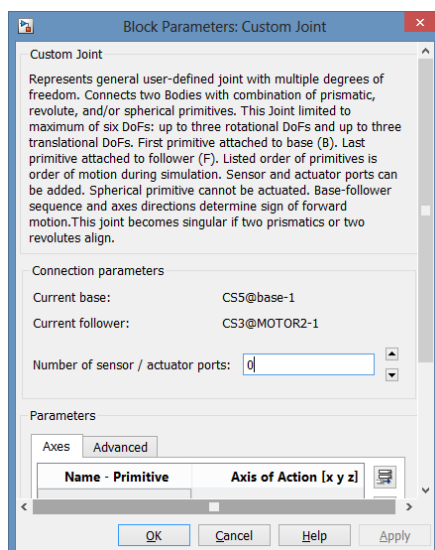 Block Parameters: Custom Joint
Custom Joint
Represents general user-defined joint with multiple degrees of
freedom. Connects two Bodies with combination of prismatic,
revolute, and/or spherical primitives. This Joint limited to
maximum of six DoFs: up to three rotational DoFs and up to three
translational DoFs. First primitive attached to base (B). Last
primitive attached to follower (F). Listed order of primitives is
order of motion during simulation. Sensor and actuator ports can
be added. Spherical primitive cannot be actuated. Base-follower
sequence and axes directions determine sign of forward
motion.This joint becomes singular if two prismatics or two
revolutes align.
Connection parameters
Current base: CS5@base-1
Current follower: CS3@MOTOR2-1
Number of sensor / actuator ports: 0
Parameters
Axes Advanced
Name - Primitive Axis of Action [x y z]
OK Cancel Help Apply